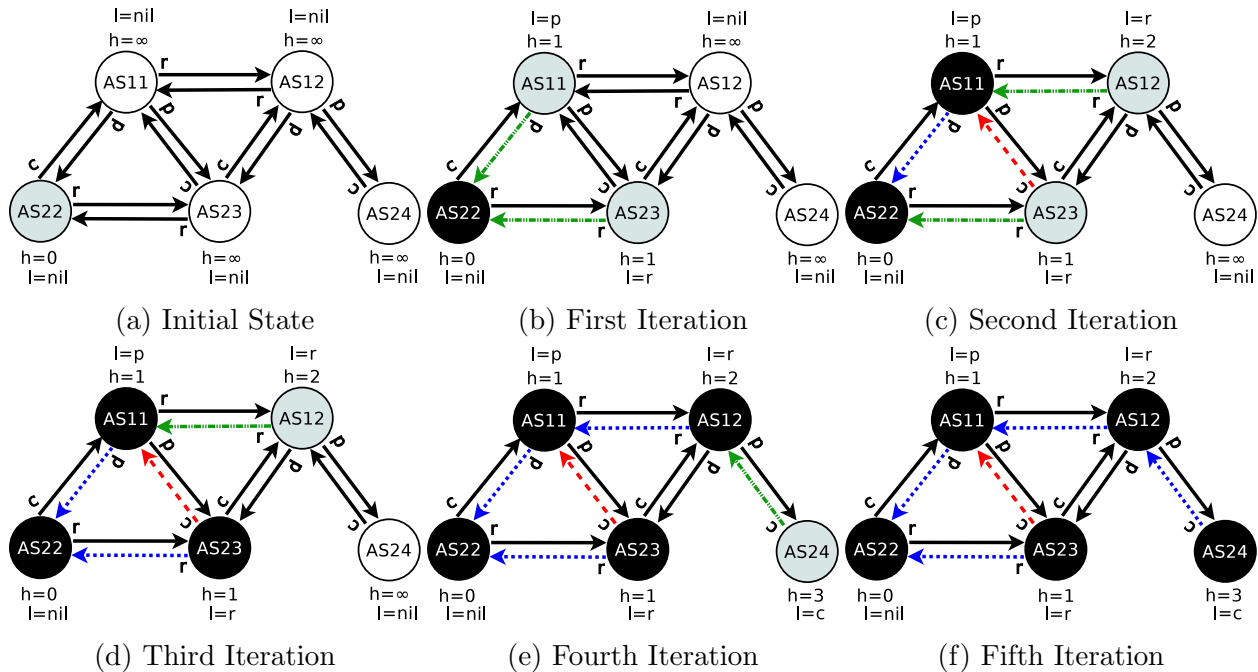 l=nil
l=nil
h=∞
h=∞
r
AS11
AS12
r
p
p
p
p
c
c
c
c
r
AS22
AS23
AS24
r
h=0
h=∞
h=∞
l=nil
l=nil
l=nil
(a) Initial State
l=p
l=nil
h=1
h=∞
r
AS11
AS12
r
p
p
p
p
c
c
c
c
r
AS22
AS23
AS24
r
h=0
h=1
h=∞
l=nil
l=r
l=nil
(b) First Iteration
l=p
l=r
h=1
h=2
r
AS11
AS12
r
p
p
p
p
c
c
c
c
r
AS22
AS23
AS24
r
h=0
h=1
h=∞
l=nil
l=r
l=nil
(c) Second Iteration
l=p
l=r
h=1
h=2
r
AS11
AS12
r
p
p
p
p
c
c
c
c
r
AS22
AS23
AS24
r
h=0
h=1
h=∞
l=nil
l=r
l=nil
(d) Third Iteration
l=p
l=r
h=1
h=2
r
AS11
AS12
r
p
p
p
p
c
c
c
c
r
AS22
AS23
AS24
r
h=0
h=1
h=3
l=nil
l=r
l=c
(e) Fourth Iteration
l=p
l=r
h=1
h=2
r
AS11
AS12
r
p
p
p
p
c
c
c
c
r
AS22
AS23
AS24
r
h=0
h=1
h=3
l=nil
l=r
l=c
(f) Fifth Iteration